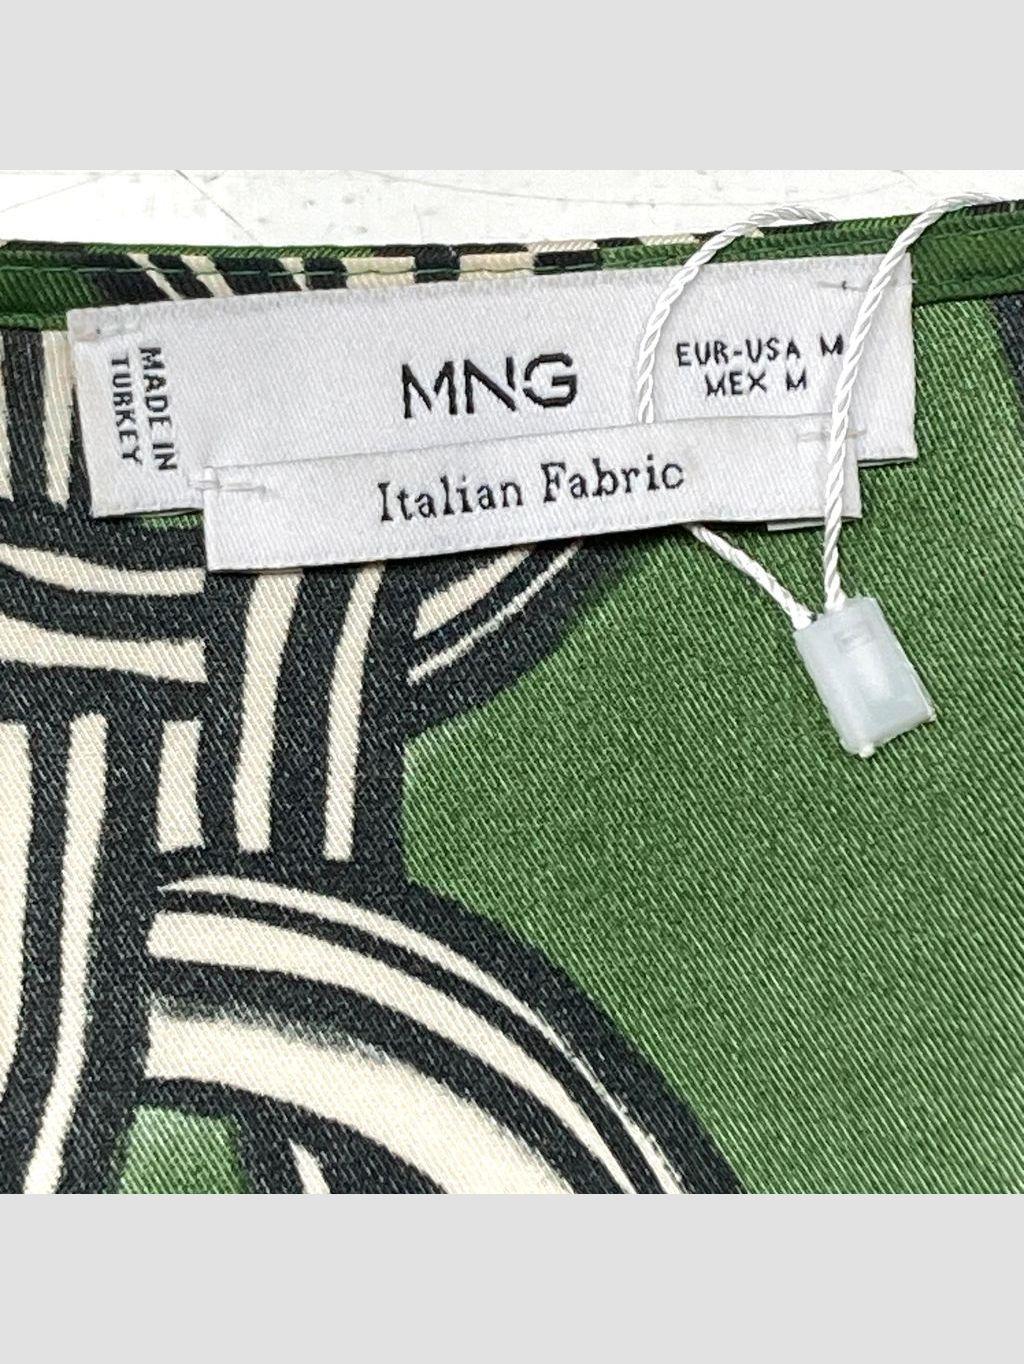 MADE IN
TURKEY
MNG
EUR-USA M
MEX M
Italian Fabric